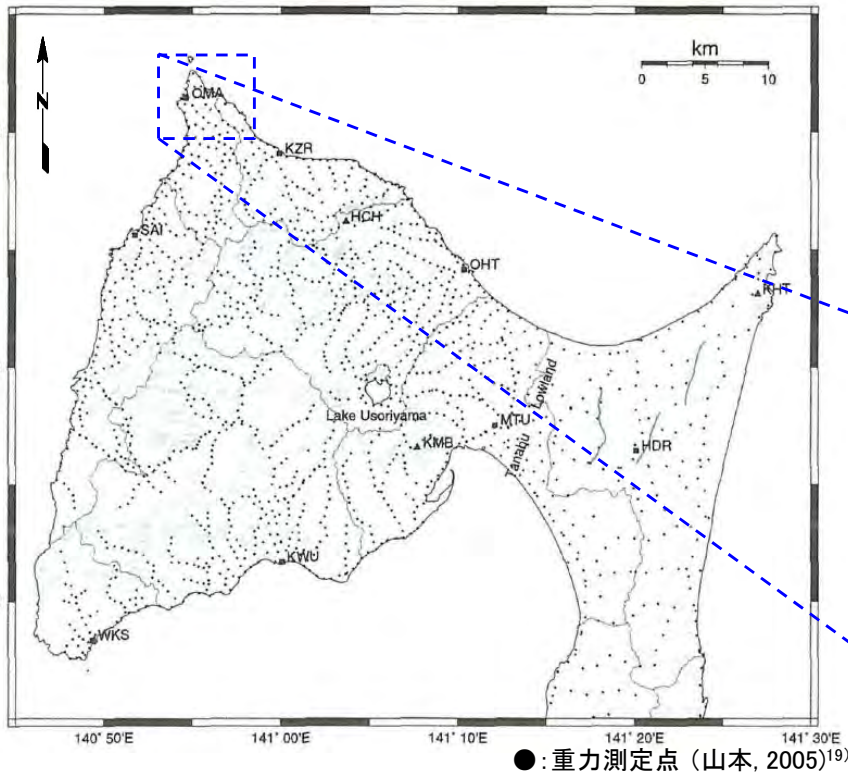 km
0 5 10
N
OMA
KZR
HCH
SAI
OHT
KHT
Lake Usoriyama
Tanabu Lowland
MTU
KMB
HDR
KWU
WKS
140° 50'E 141° 00'E 141° 10'E 141° 20'E 141° 30'E
●:重力測定点 (山本, 2005)19)